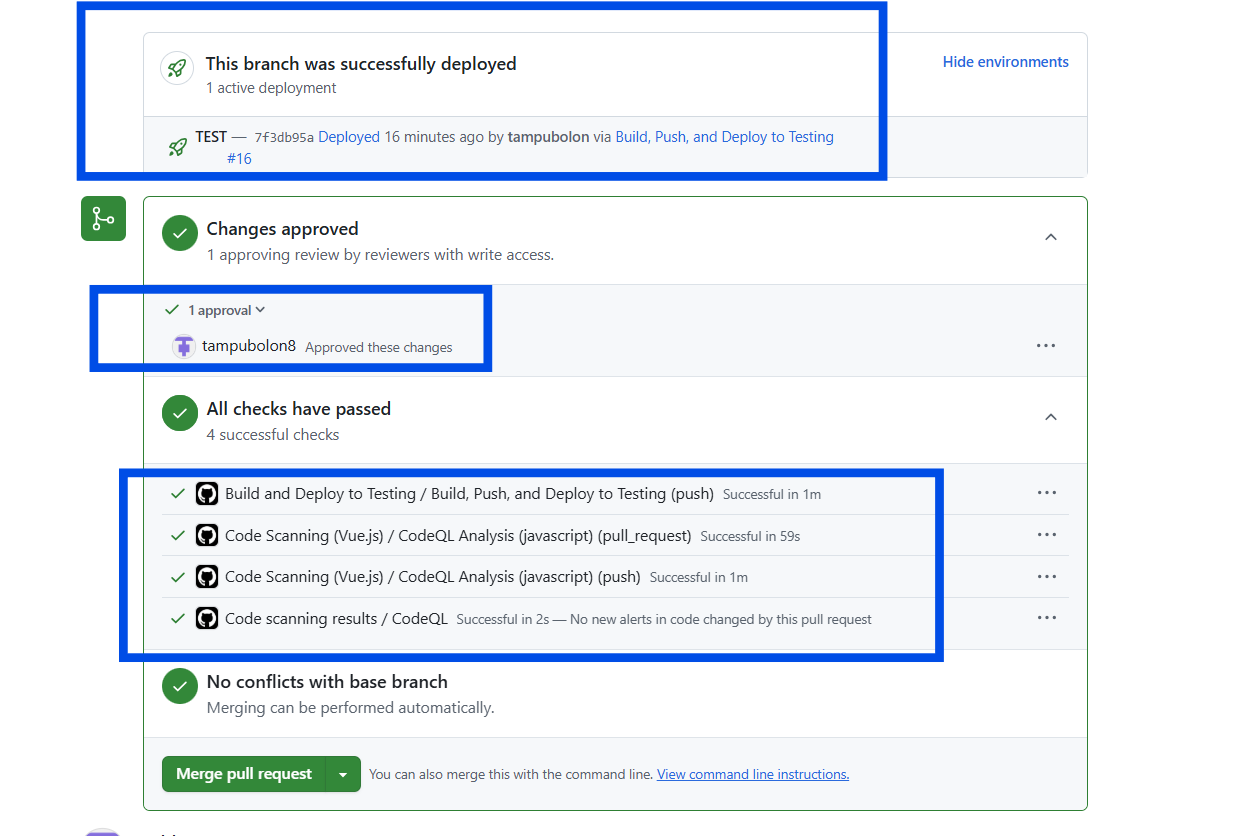 This branch was successfully deployed
Hide environments
1 active deployment
TEST — 7f3db95a Deployed 16 minutes ago by tampubolon via Build, Push, and Deploy to Testing
#16
Changes approved
1 approving review by reviewers with write access.
1 approval
tampubolon8 Approved these changes
All checks have passed
4 successful checks
Build and Deploy to Testing / Build, Push, and Deploy to Testing (push) Successful in 1m
Code Scanning (Vue.js) / CodeQL Analysis (javascript) (pull_request) Successful in 59s
Code Scanning (Vue.js) / CodeQL Analysis (javascript) (push) Successful in 1m
Code scanning results / CodeQL Successful in 2s — No new alerts in code changed by this pull request
No conflicts with base branch
Merging can be performed automatically.
Merge pull request You can also merge this with the command line. View command line instructions.